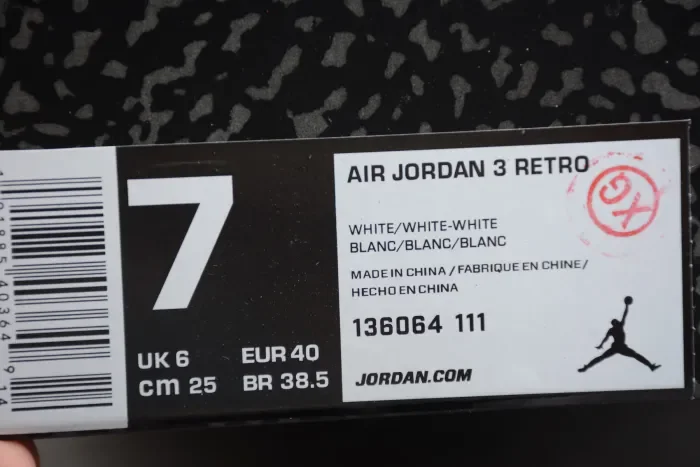 7
UK 6 EUR 40
cm 25 BR 38.5
AIR JORDAN 3 RETRO
WHITE/WHITE-WHITE
BLANC/BLANC/BLANC
MADE IN CHINA / FABRIQUE EN CHINE/
HECHO EN CHINA
136064 111
JORDAN.COM